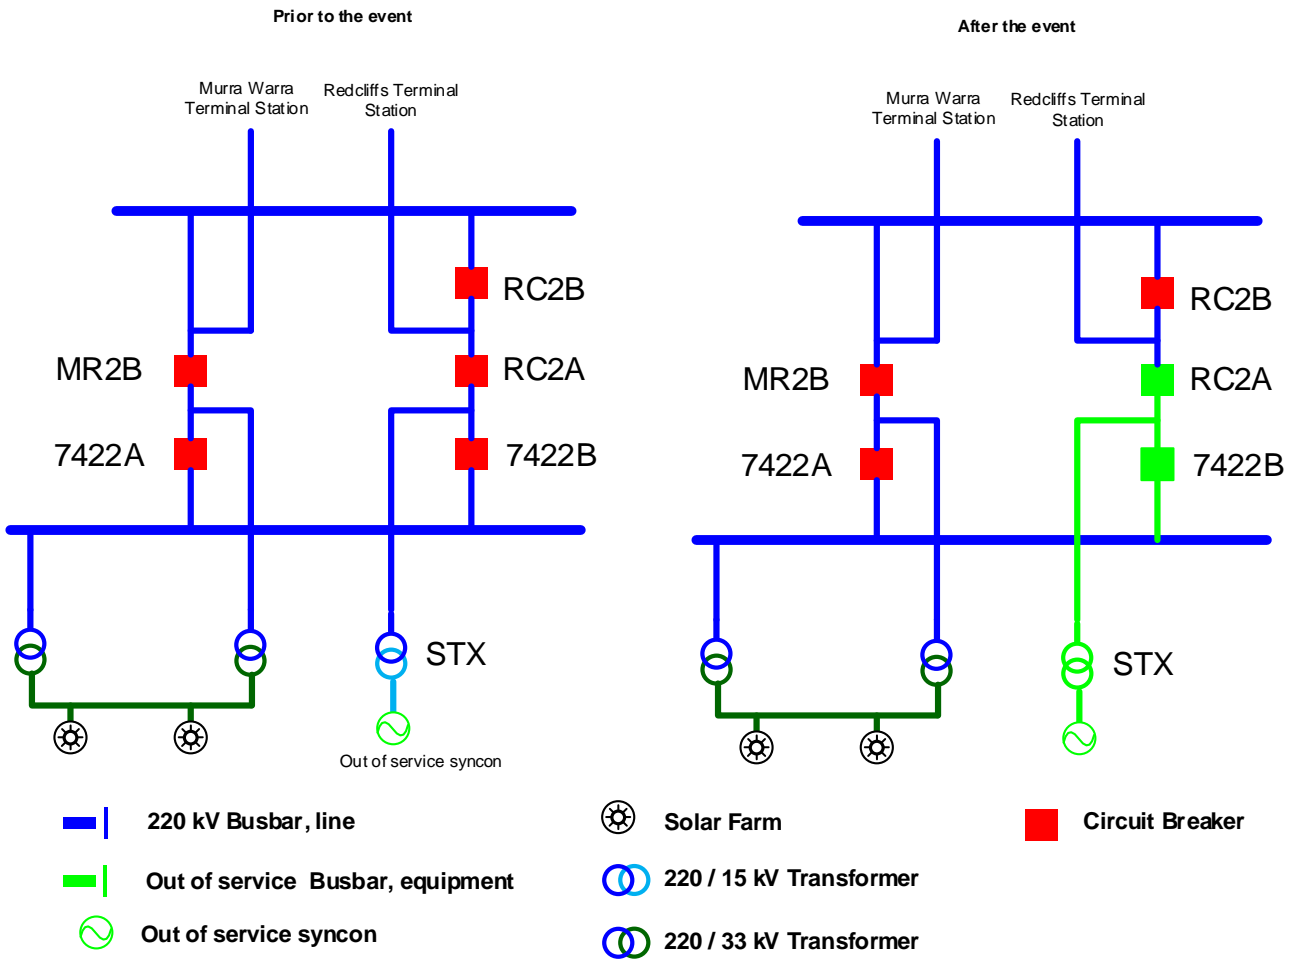 Prior to the event
After the event
Murra Warra
Terminal Station
Redcliffs Terminal
Station
Murra Warra
Terminal Station
Redcliffs Terminal
Station
RC2B
MR2B
RC2A
7422A
7422B
STX
Out of service syncon
RC2B
MR2B
RC2A
7422A
7422B
STX
220 kV Busbar, line
Solar Farm
Circuit Breaker
Out of service Busbar, equipment
220 / 15 kV Transformer
Out of service syncon
220 / 33 kV Transformer